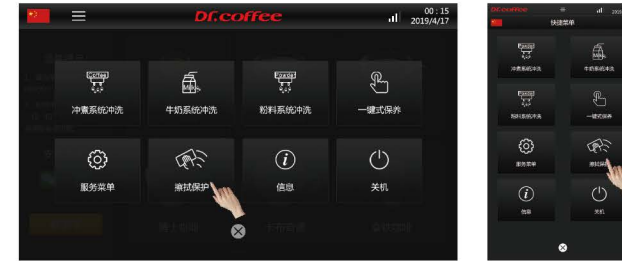 Dr.coffee
00 : 15
2019/4/17
Coffee
Milk
Powder
冲煮系统冲洗
牛奶系统冲洗
粉料系统冲洗
一键式保养
服务菜单
擦拭保护
信息
关机
Dr.coffee
快捷菜单
冲煮系统冲洗
牛奶系统冲洗
粉料系统冲洗
一键式保养
服务菜单
擦拭保
信息
关机